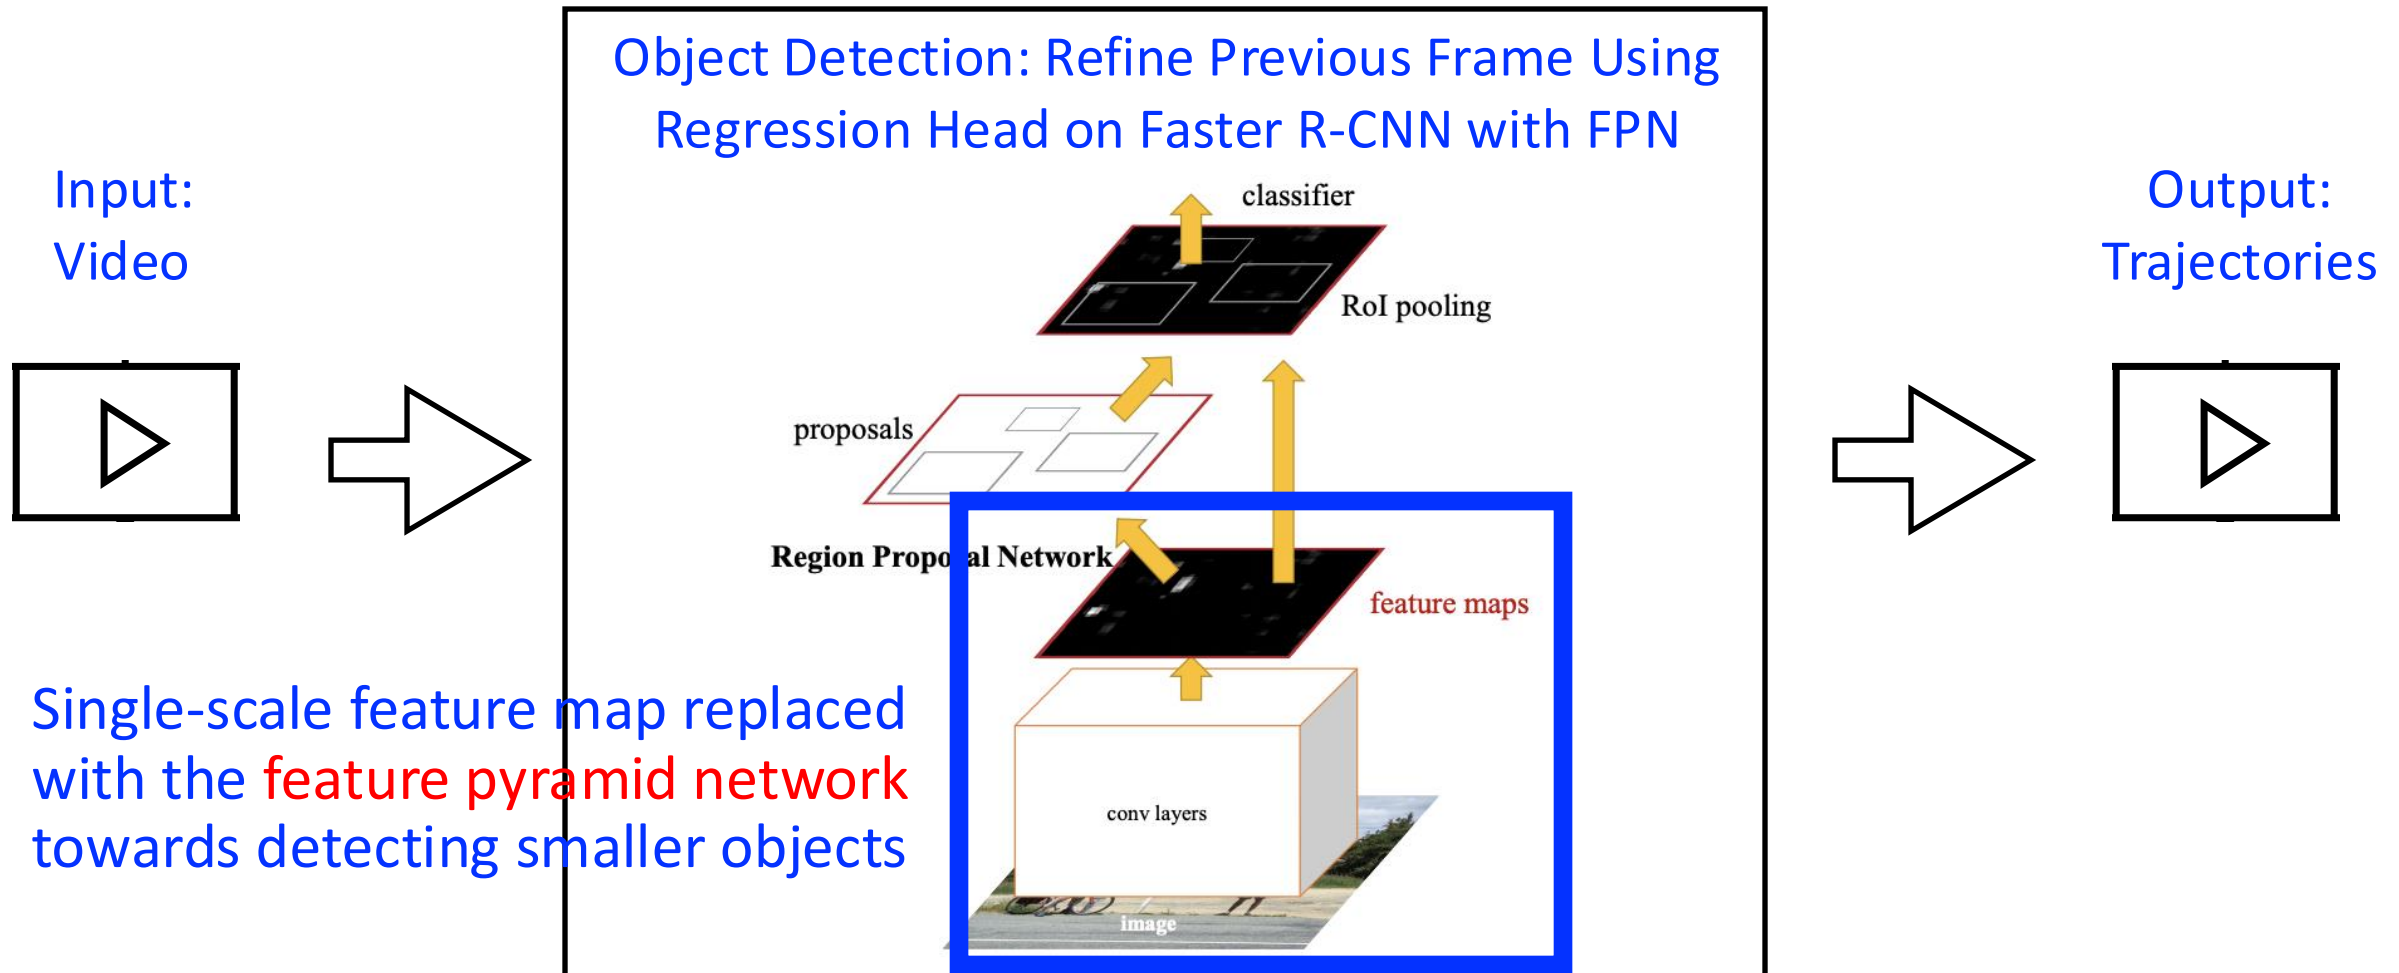 Object Detection: Refine Previous Frame Using
Regression Head on Faster R-CNN with FPN
Input:
Video
Output:
Trajectories
classifier
RoI pooling
proposals
Region Proposal Network
feature maps
conv layers
image
Single-scale feature map replaced
with the feature pyramid network
towards detecting smaller objects